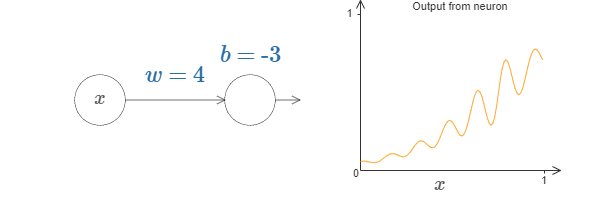 b = -3
w = 4
x
Output from neuron
1
0
x
1